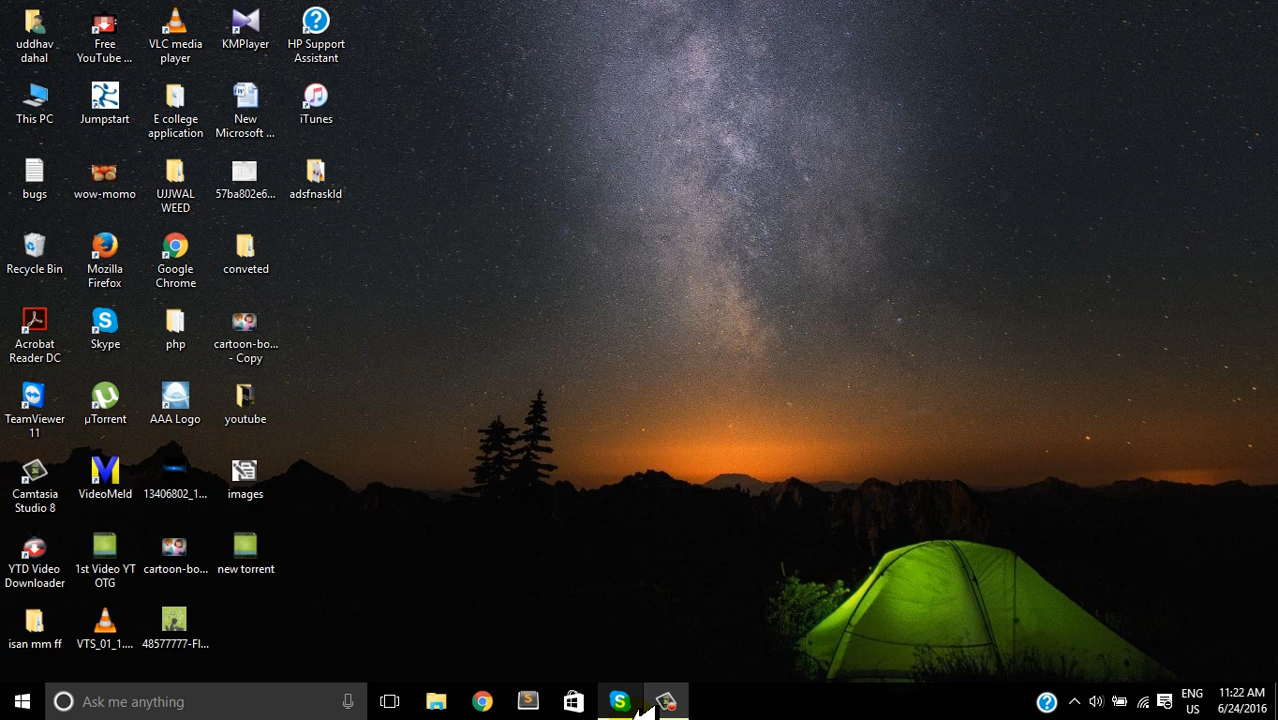 uddhav
dahal
Free
YouTube ...
VLC media
player
KMPlayer
HP Support
Assistant
This PC
Jumpstart
E college
application
New
Microsoft ...
iTunes
bugs
wow-momo
UJJWAL
WEED
57ba802e6...
adsfnaskld
Recycle Bin
Mozilla
Firefox
Google
Chrome
conveted
Acrobat
Reader DC
Skype
php
cartoon-bo...
- Copy
TeamViewer
11
µTorrent
AAA Logo
youtube
Camtasia
Studio 8
VideoMeld
13406802_1...
images
YTD Video
Downloader
1st Video YT
OTG
cartoon-bo...
new torrent
isan mm ff
VTS_01_1....
48577777-Fl...
Ask me anything
ENG
US
11:22 AM
6/24/2016